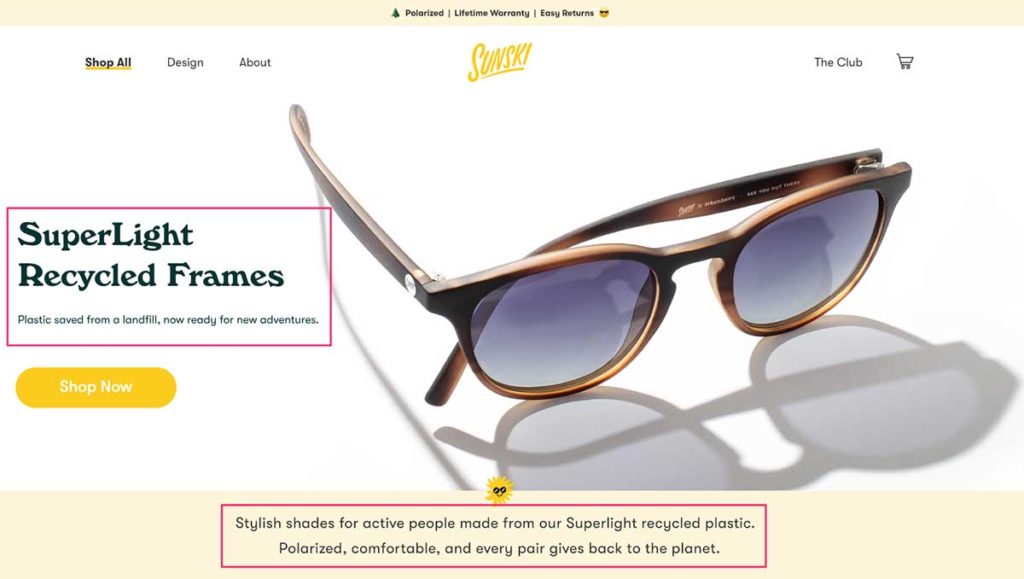 Polarized | Lifetime Warranty | Easy Returns
Shop All
Design
About
SUNSKI
The Club
SEE YOU OUT THERE
SuperLight
Recycled Frames
Plastic saved from a landfill, now ready for new adventures.
Shop Now
Stylish shades for active people made from our Superlight recycled plastic.
Polarized, comfortable, and every pair gives back to the planet.